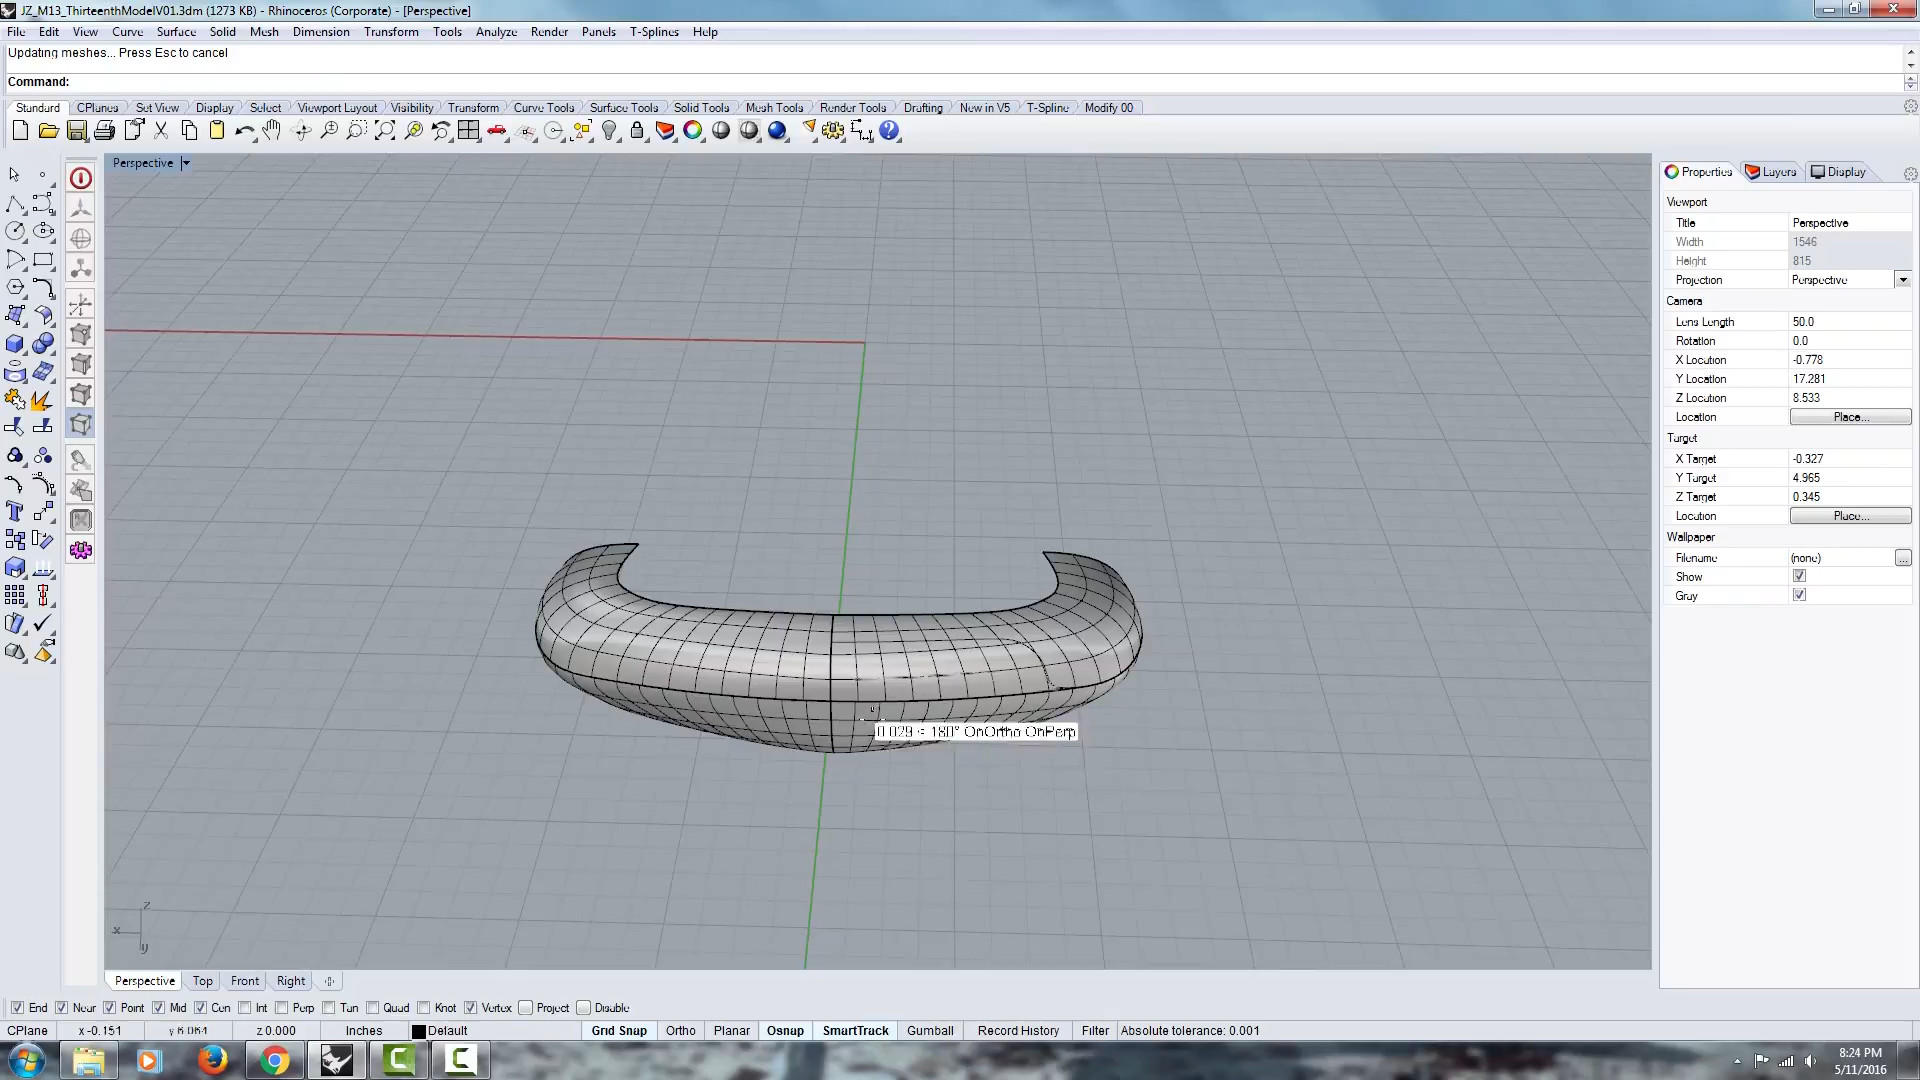 JZ_M13_ThirteenthModelV01.3dm (1273 KB) - Rhinoceros (Corporate) - [Perspective]
File Edit View Curve Surface Solid Mesh Dimension Transform Tools Analyze Render Panels T-Splines Help
Updating meshes... Press Esc to cancel
Command:
Standard CPlanes Set View Display Select Viewport Layout Visibility Transform Curve Tools Surface Tools Solid Tools Mesh Tools Render Tools Drafting New in V5 T-Spline Modify 00
Perspective
Properties Layers Display
Viewport
Title Perspective
Width 1546
Height 815
Projection Perspective
Camera
Lens Length 50.0
Rotation 0.0
X Location -0.778
Y Location 17.281
Z Location 8.533
Location Place...
Target
X Target -0.327
Y Target 4.965
Z Target 0.345
Location Place...
Wallpaper
Filename (none) ...
Show
Gray
0.029 < 180° OnOrtho OnPerp
z
x
y
Perspective Top Front Right
End Near Point Mid Cen Int Perp Tan Quad Knot Vertex Project Disable
CPlane x -0.151 y 6.061 z 0.000 Inches Default Grid Snap Ortho Planar Osnap SmartTrack Gumball Record History Filter Absolute tolerance: 0.001
8:24 PM
5/11/2016